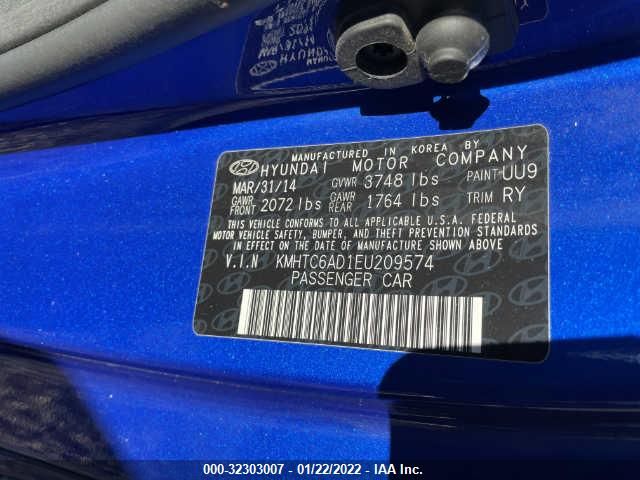 MANUFACTURED IN KOREA BY
HYUNDAI MOTOR COMPANY
MAR/31/14 GVWR 3748 lbs PAINT UU9
GAWR FRONT 2072 lbs GAWR REAR 1764 lbs TRIM RY
THIS VEHICLE CONFORMS TO ALL APPLICABLE U.S.A. FEDERAL
MOTOR VEHICLE SAFETY, BUMPER, AND THEFT PREVENTION STANDARDS
IN EFFECT ON THE DATE OF MANUFACTURE SHOWN ABOVE.
V.I.N KMHTC6AD1EU209574
PASSENGER CAR
000-32303007 - 01/22/2022 - IAA Inc.